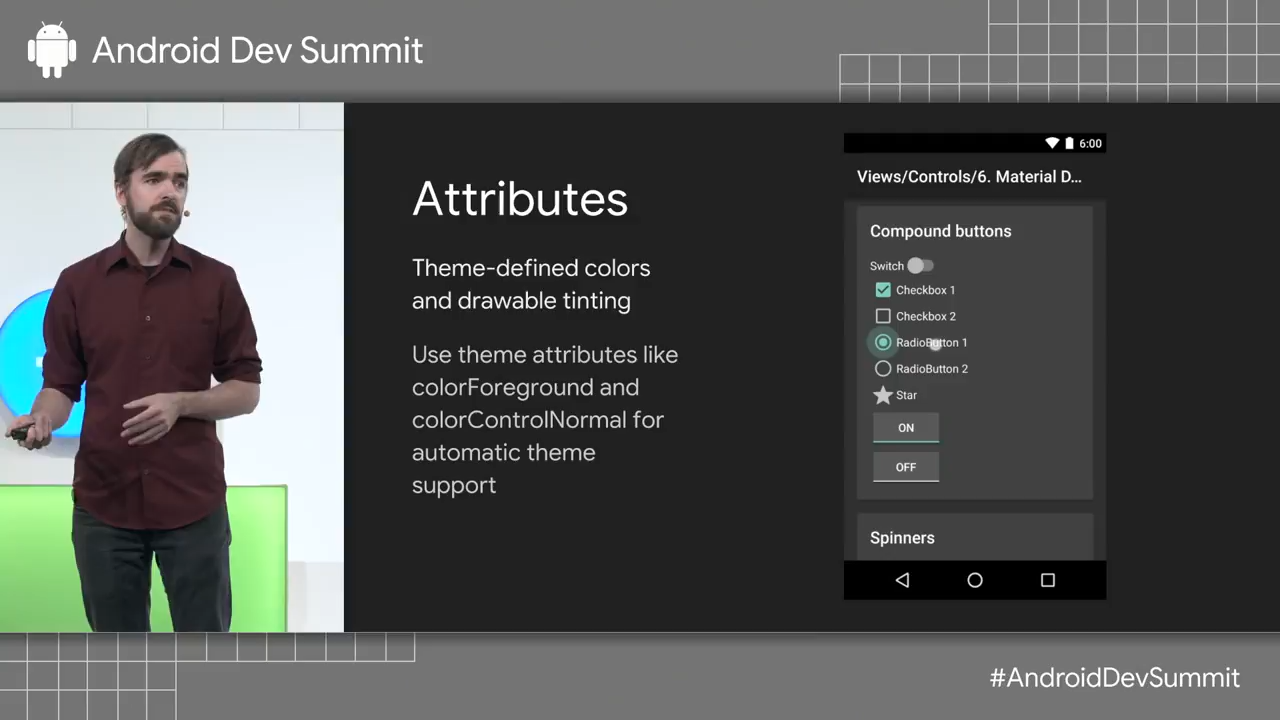 Android Dev Summit
Attributes
Theme-defined colors
and drawable tinting
Use theme attributes like
colorForeground and
colorControlNormal for
automatic theme
support
6:00
Views/Controls/6. Material D...
Compound buttons
Switch
Checkbox 1
Checkbox 2
RadioButton 1
RadioButton 2
Star
ON
OFF
Spinners
#AndroidDevSummit